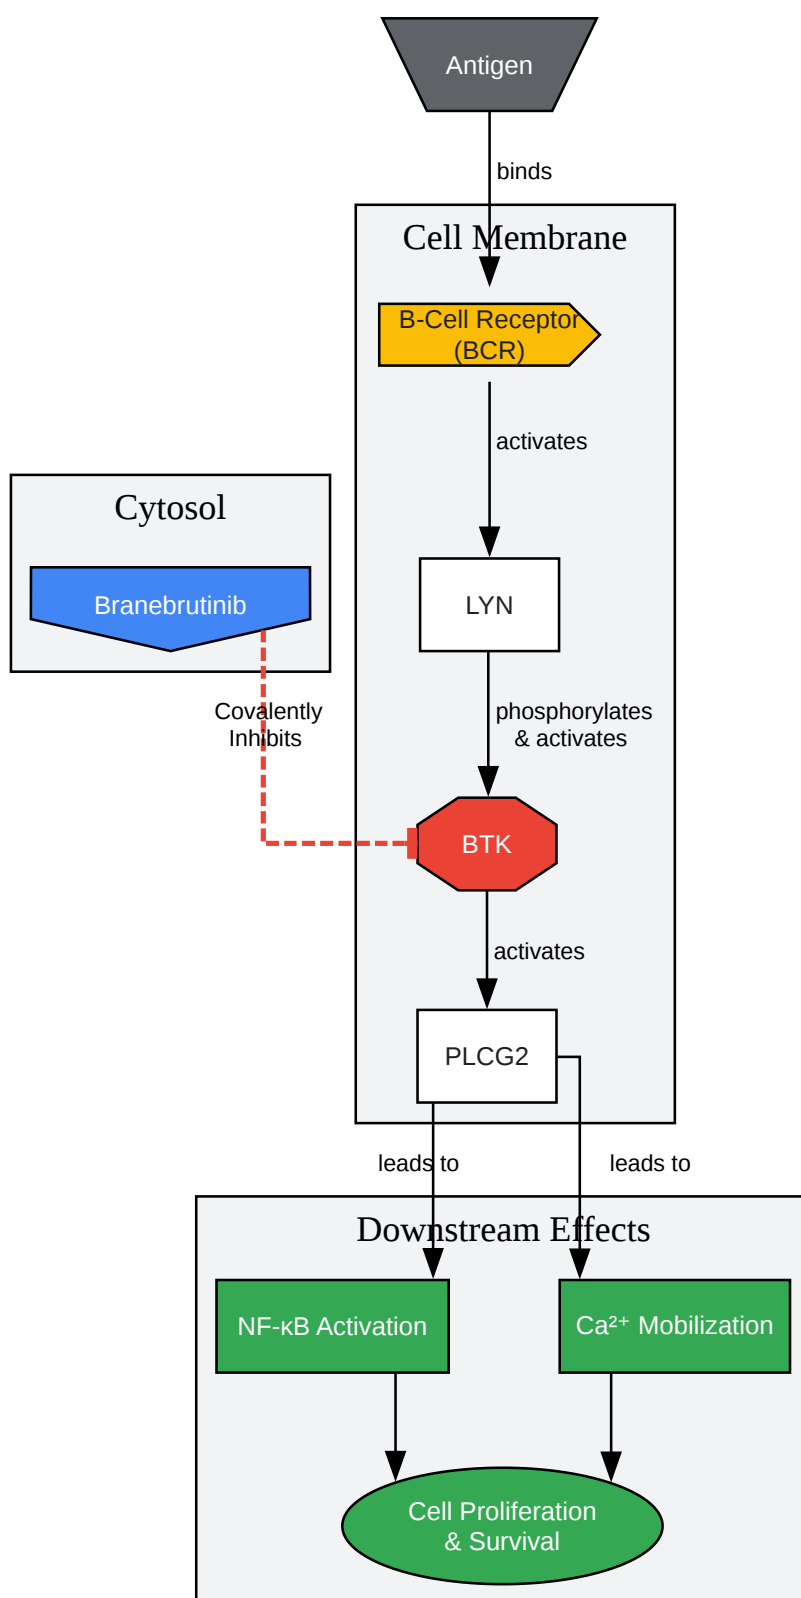 Antigen
binds
Cell Membrane
B-Cell Receptor
(BCR)
activates
Cytosol
Branebrutinib
LYN
Covalently
Inhibits
phosphorylates
& activates
BTK
activates
PLCG2
leads to
leads to
Downstream Effects
NF-κB Activation
Ca²⁺ Mobilization
Cell Proliferation
& Survival